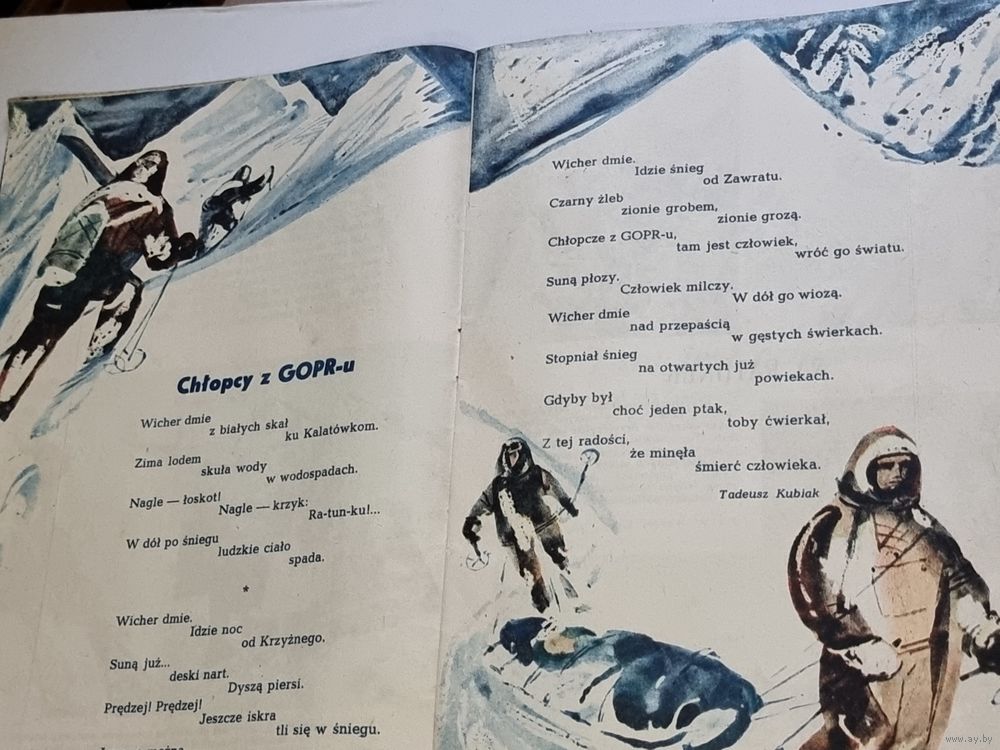 Chłopcy z GOPR-u
Wicher dmie
z białych skał
ku Kalatówkom.
Zima lodem
skuła wody
w wodospadach.
Nagle — łoskot!
Nagle — krzyk:
Ra-tun-ku!...
W dół po śniegu
ludzkie ciało
spada.
*
Wicher dmie.
Idzie noc
od Krzyżnego.
Suną już...
deski nart.
Dyszą piersi.
Prędzej! Prędzej!
Jeszcze iskra
tli się w śniegu.
Wicher dmie.
Idzie śnieg
od Zawratu.
Czarny żleb
zionie grobem,
zionie grozą.
Chłopcze z GOPR-u,
tam jest człowiek,
wróć go światu.
Suną płozy.
Człowiek milczy.
W dół go wiozą.
Wicher dmie
nad przepaścią
w gęstych świerkach.
Stopniał śnieg
na otwartych już
powiekach.
Gdyby był
choć jeden ptak,
toby ćwierkał,
Z tej radości,
że minęła
śmierć człowieka.
Tadeusz Kubiak
www.ay.by